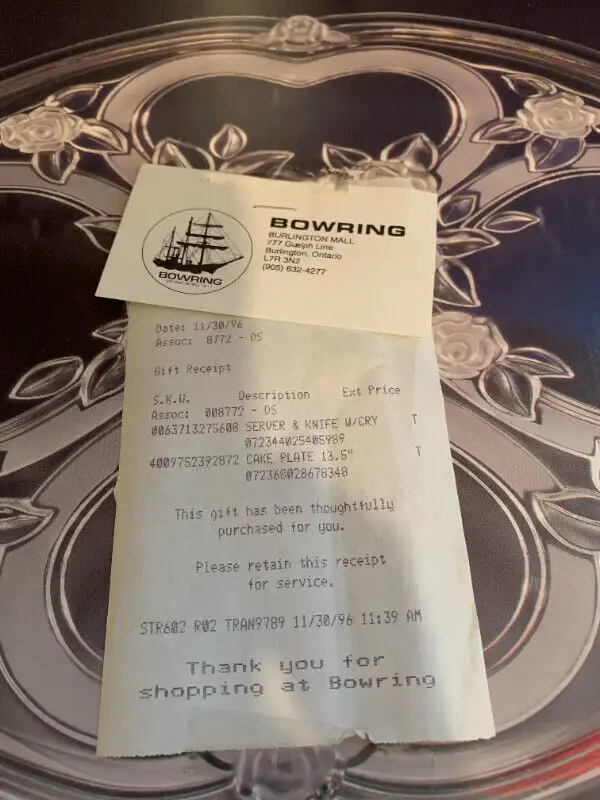 BOWRING
BOWRING
BURLINGTON MALL
777 Guelph Line
Burlington, Ontario
L7R 3N2
(905) 632-4277
Date: 11/30/96
Assoc: 8772 - DS
Gift Receipt
S.K.U. Description Ext Price
Assoc: 008772 - DS
0063713275608 SERVER & KNIFE W/CRY T
072344025405989
4009752392872 CAKE PLATE 13.5" T
072368028678348
This gift has been thoughtfully
purchased for you.
Please retain this receipt
for service.
STR602 R02 TRAN9789 11/30/96 11:39 AM
Thank you for
shopping at Bowring